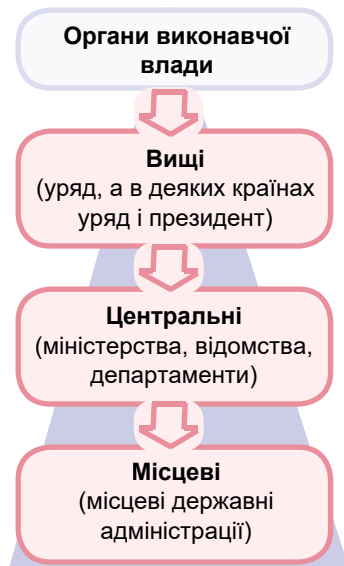 Органи виконавчої
влади
Вищі
(уряд, а в деяких країнах
уряд і президент)
Центральні
(міністерства, відомства,
департаменти)
Місцеві
(місцеві державні
адміністрації)